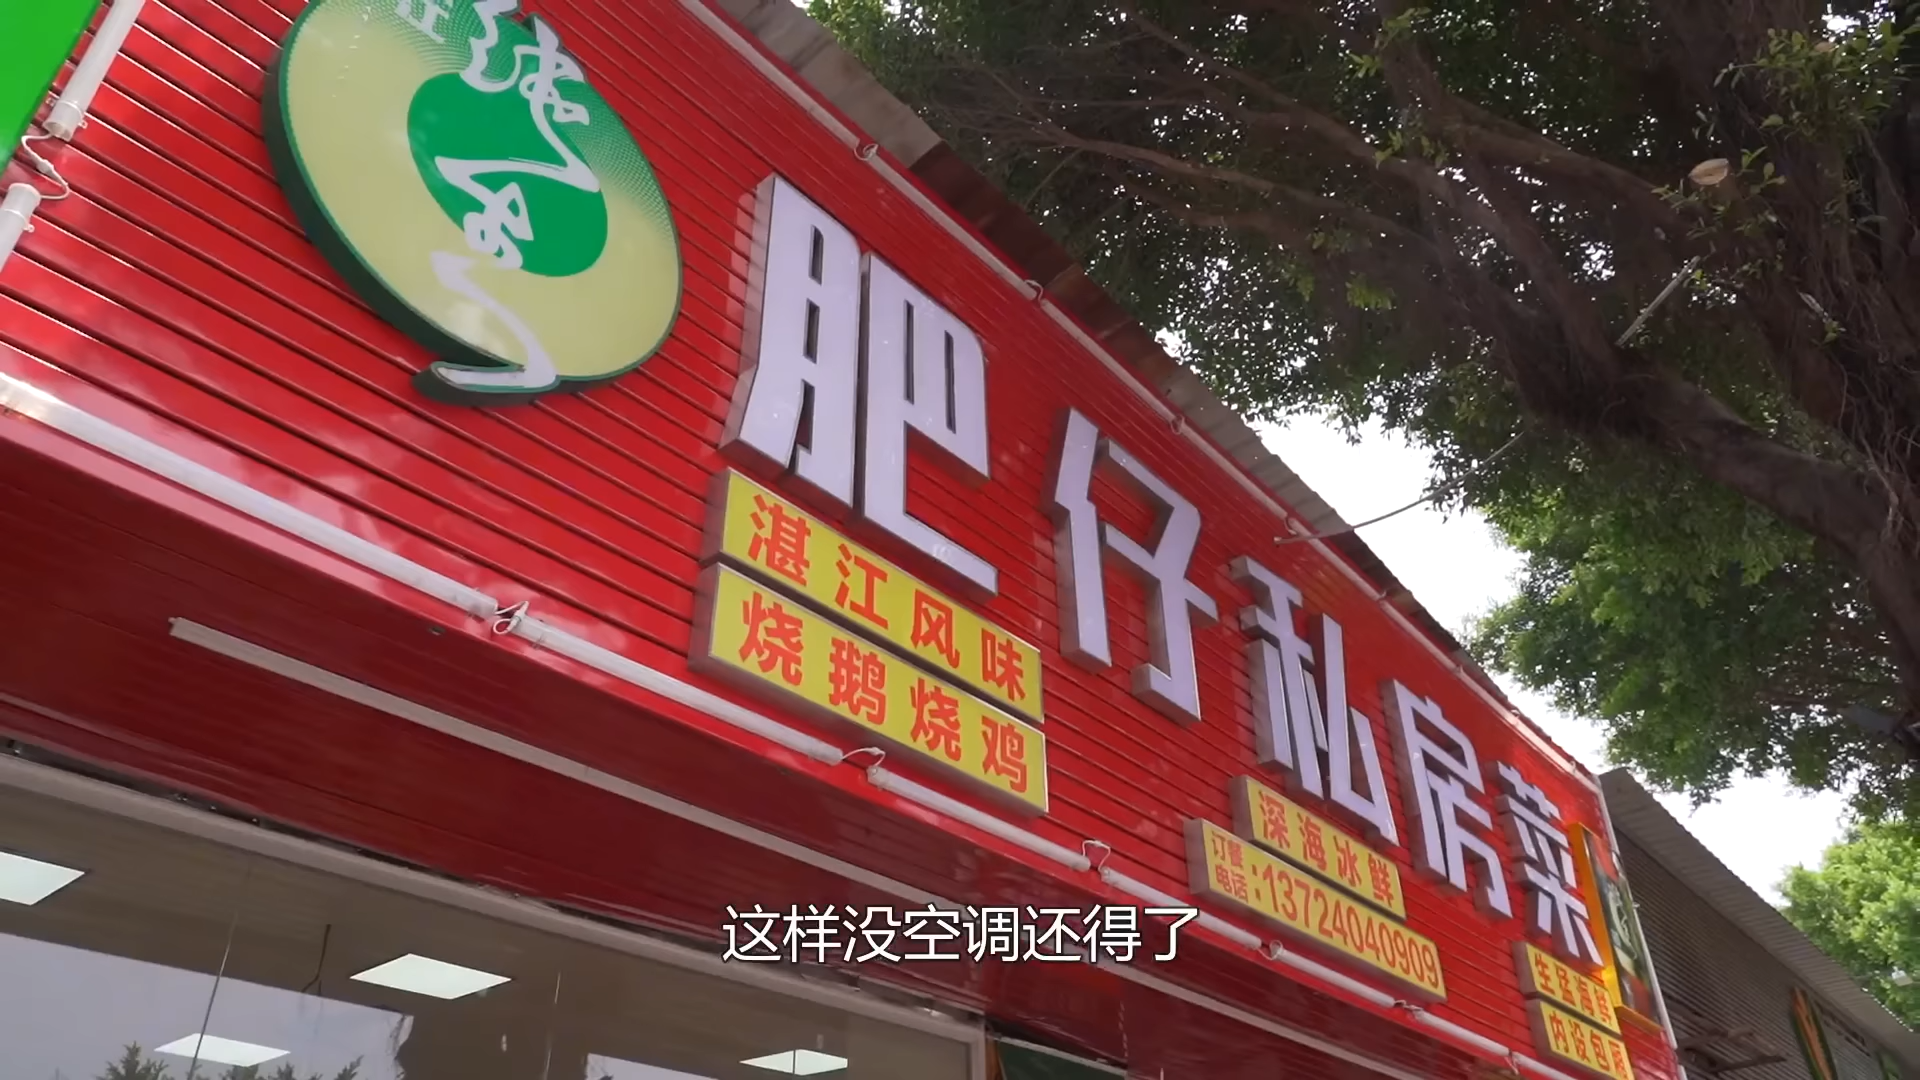 肥仔私房菜
湛江风味
烧鹅烧鸡
深海冰鲜
订餐电话:13724040909
生猛海鲜
内设包厢
这样没空调还得了